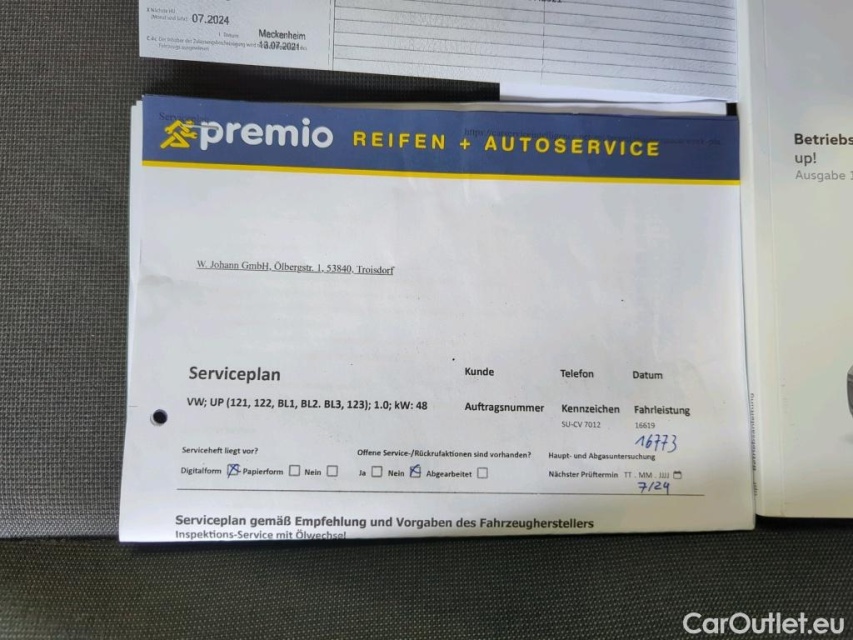 07.2024
Meckenheim
13.07.2021
premio REIFEN + AUTOSERVICE
W. Johann GmbH, Ölbergstr. 1, 53840, Troisdorf
Serviceplan Kunde Telefon Datum
VW; UP (121, 122, BL1, BL2. BL3, 123); 1.0; kW: 48 Auftragsnummer Kennzeichen Fahrleistung
SU-CV 7012 16619
16773
Serviceheft liegt vor? Offene Service-/Rückrufaktionen sind vorhanden? Haupt- und Abgasuntersuchung
Digitalform Papierform Nein Ja Nein Abgearbeitet Nächster Prüftermin TT . MM . JJJJ
7/24
Serviceplan gemäß Empfehlung und Vorgaben des Fahrzeugherstellers
Inspektions-Service mit Ölwechsel
Betriebs
up!
Ausgabe 1
CarOutlet.eu